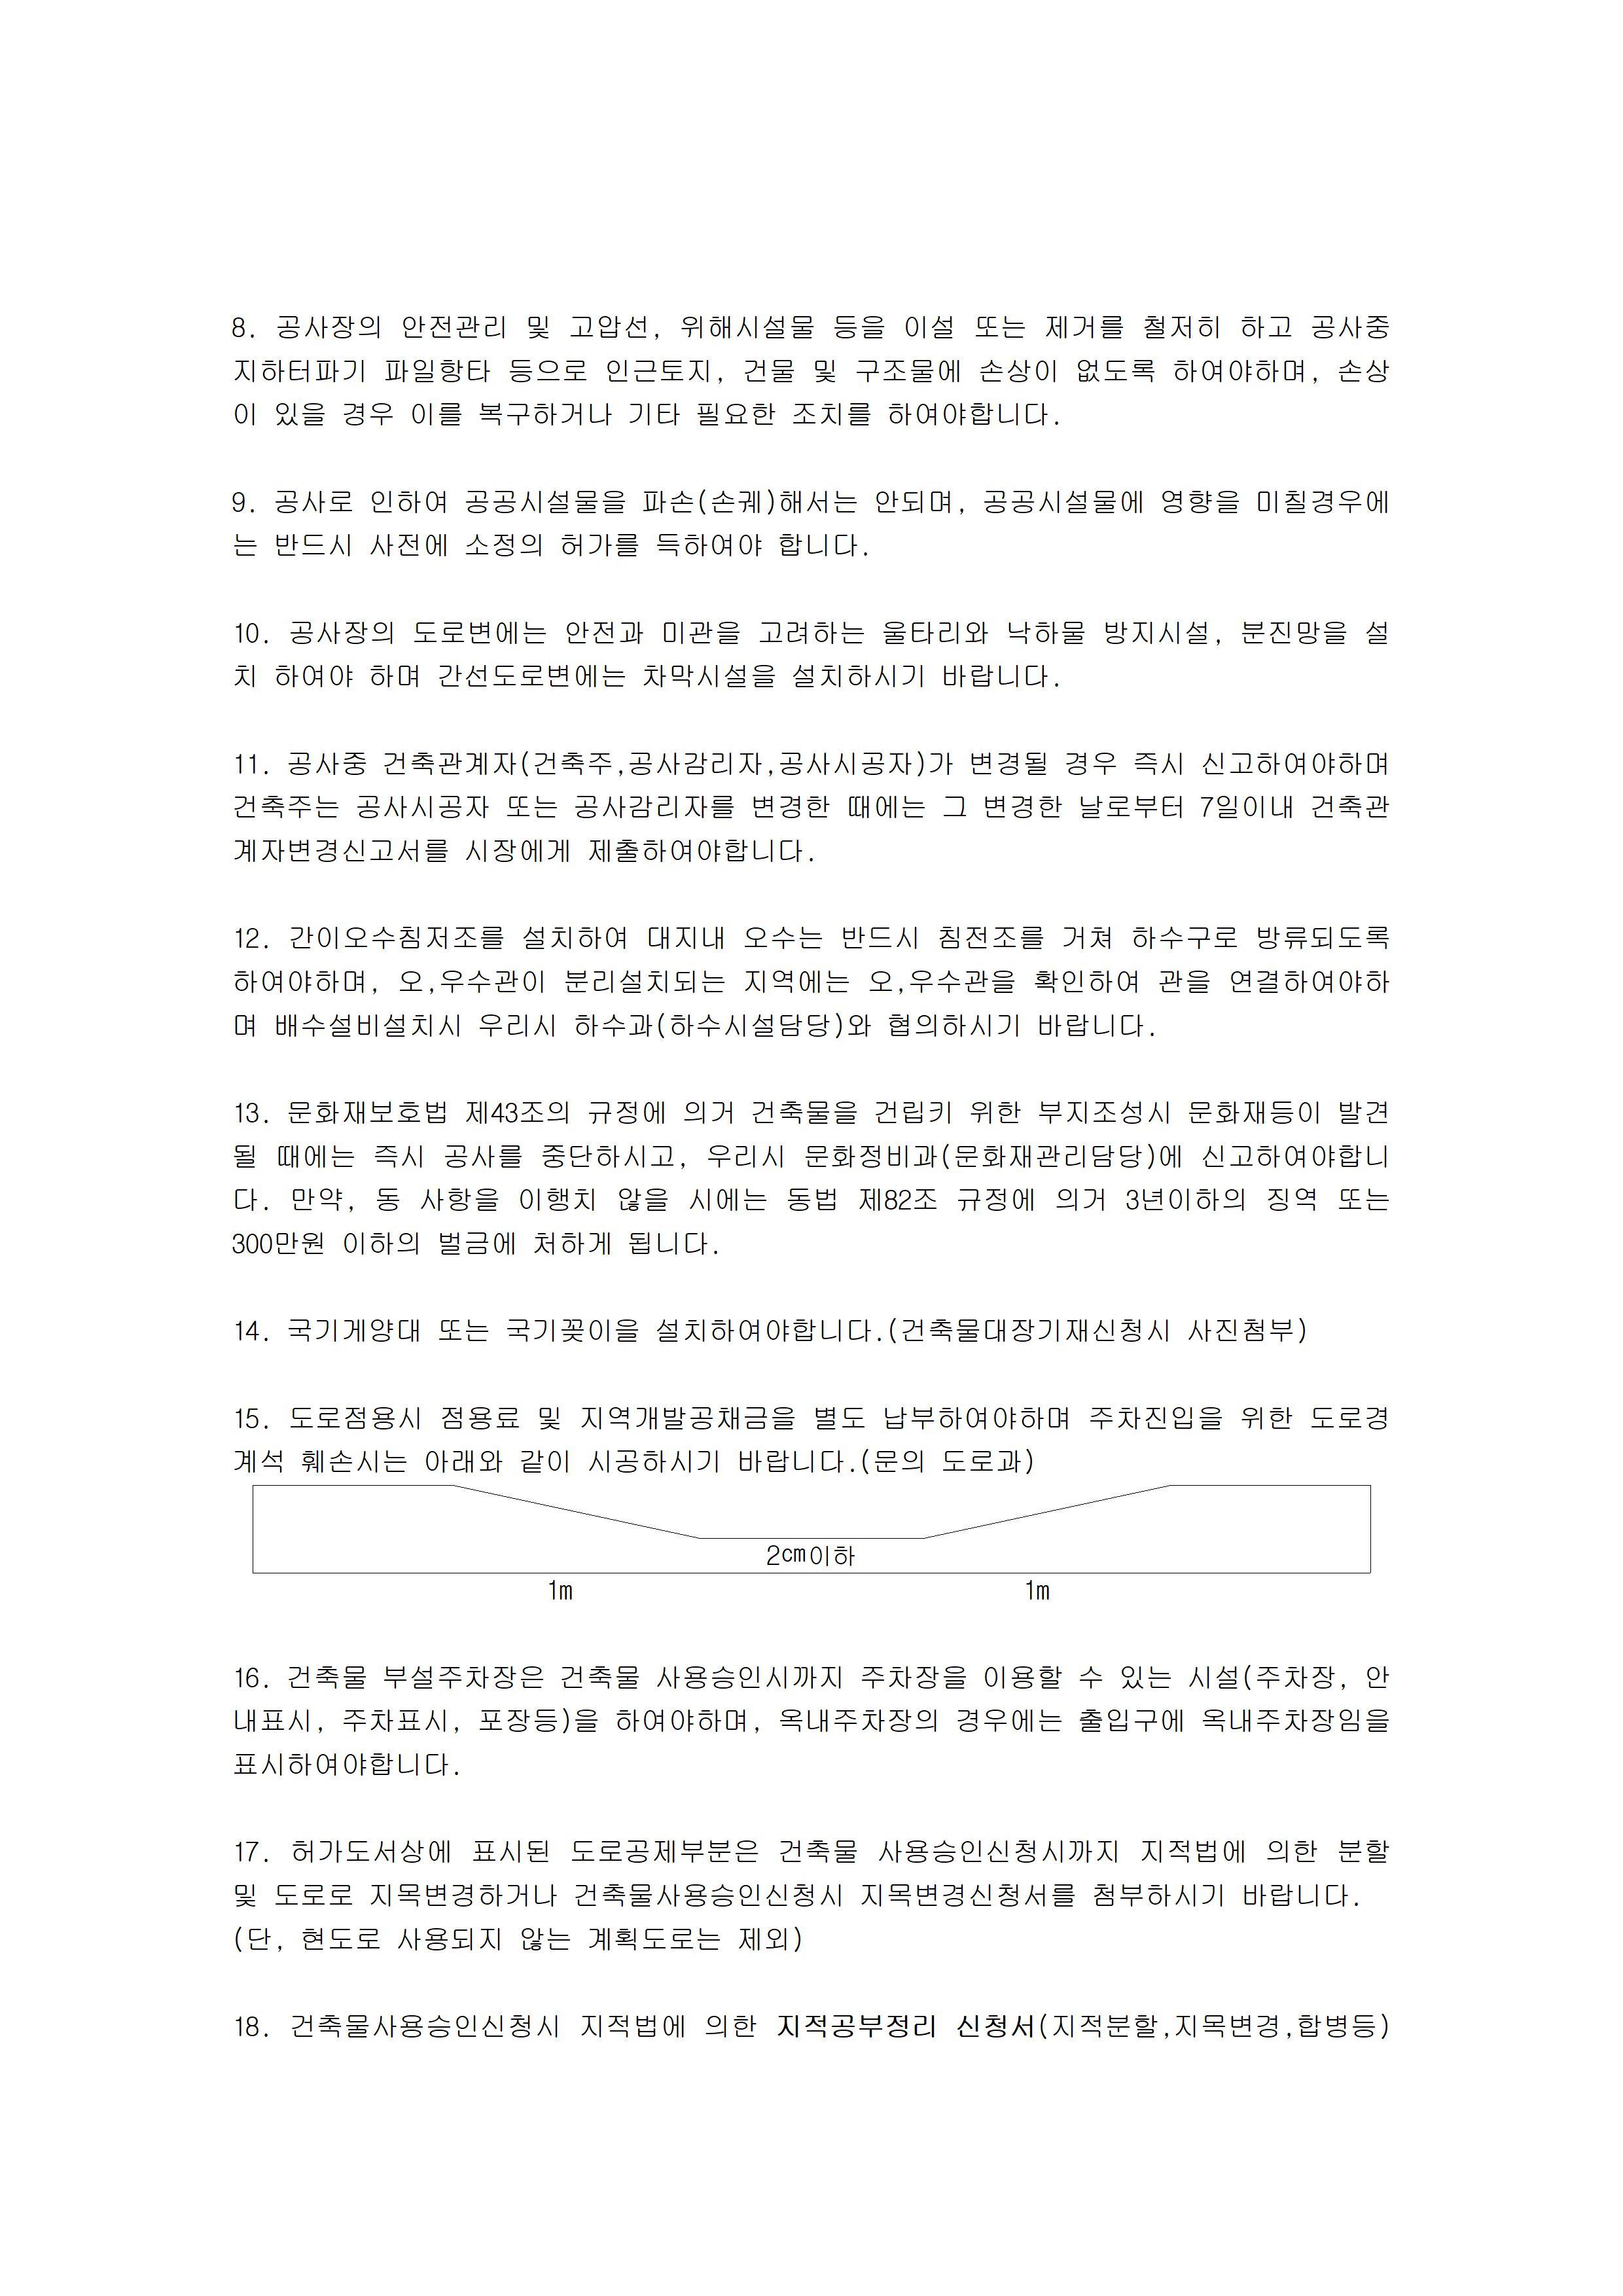 8. 공사장의 안전관리 및 고압선, 위해시설물 등을 이설 또는 제거를 철저히 하고 공사중
지하터파기 파일항타 등으로 인근토지, 건물 및 구조물에 손상이 없도록 하여야하며, 손상
이 있을 경우 이를 복구하거나 기타 필요한 조치를 하여야합니다.
9. 공사로 인하여 공공시설물을 파손(손궤)해서는 안되며, 공공시설물에 영향을 미칠경우에
는 반드시 사전에 소정의 허가를 득하여야 합니다.
10. 공사장의 도로변에는 안전과 미관을 고려하는 울타리와 낙하물 방지시설, 분진망을 설
치 하여야 하며 간선도로변에는 차막시설을 설치하시기 바랍니다.
11. 공사중 건축관계자(건축주,공사감리자,공사시공자)가 변경될 경우 즉시 신고하여야하며
건축주는 공사시공자 또는 공사감리자를 변경한 때에는 그 변경한 날로부터 7일이내 건축관
계자변경신고서를 시장에게 제출하여야합니다.
12. 간이오수침저조를 설치하여 대지내 오수는 반드시 침전조를 거쳐 하수구로 방류되도록
하여야하며, 오,우수관이 분리설치되는 지역에는 오,우수관을 확인하여 관을 연결하여야하
며 배수설비설치시 우리시 하수과(하수시설담당)와 협의하시기 바랍니다.
13. 문화재보호법 제43조의 규정에 의거 건축물을 건립키 위한 부지조성시 문화재등이 발견
될 때에는 즉시 공사를 중단하시고, 우리시 문화정비과(문화재관리담당)에 신고하여야합니
다. 만약, 동 사항을 이행치 않을 시에는 동법 제82조 규정에 의거 3년이하의 징역 또는
300만원 이하의 벌금에 처하게 됩니다.
14. 국기게양대 또는 국기꽂이을 설치하여야합니다.(건축물대장기재신청시 사진첨부)
15. 도로점용시 점용료 및 지역개발공채금을 별도 납부하여야하며 주차진입을 위한 도로경
계석 훼손시는 아래와 같이 시공하시기 바랍니다.(문의 도로과)
2㎝이하
1m 1m
16. 건축물 부설주차장은 건축물 사용승인시까지 주차장을 이용할 수 있는 시설(주차장, 안
내표시, 주차표시, 포장등)을 하여야하며, 옥내주차장의 경우에는 출입구에 옥내주차장임을
표시하여야합니다.
17. 허가도서상에 표시된 도로공제부분은 건축물 사용승인신청시까지 지적법에 의한 분할
및 도로로 지목변경하거나 건축물사용승인신청시 지목변경신청서를 첨부하시기 바랍니다.
(단, 현도로 사용되지 않는 계획도로는 제외)
18. 건축물사용승인신청시 지적법에 의한 지적공부정리 신청서(지적분할,지목변경,합병등)